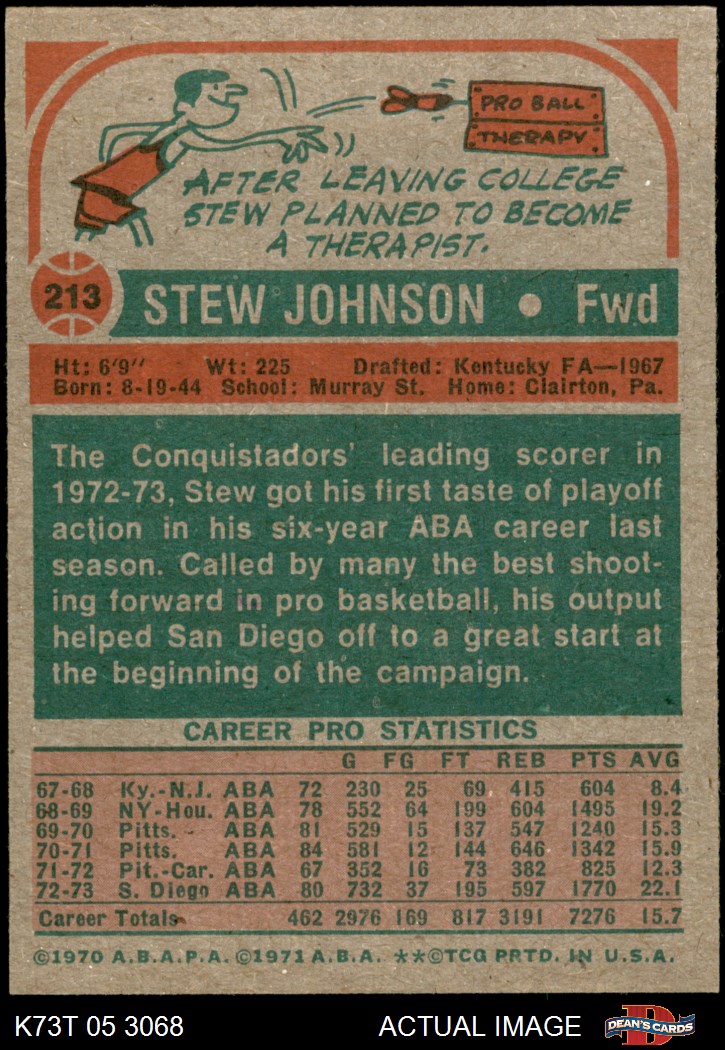 PRO BALL
THERAPY
AFTER LEAVING COLLEGE
STEW PLANNED TO BECOME
A THERAPIST.
213 STEW JOHNSON • Fwd
Ht: 6'9" Wt: 225 Drafted: Kentucky FA—1967
Born: 8-19-44 School: Murray St. Home: Clairton, Pa.
The Conquistadors' leading scorer in
1972-73, Stew got his first taste of playoff
action in his six-year ABA career last
season. Called by many the best shoot-
ing forward in pro basketball, his output
helped San Diego off to a great start at
the beginning of the campaign.
CAREER PRO STATISTICS
G FG FT REB PTS AVG
67-68 Ky.-N.J. ABA 72 230 25 69 415 604 8.4
68-69 NY-Hou. ABA 78 552 64 199 604 1495 19.2
69-70 Pitts. ABA 81 529 15 137 547 1240 15.3
70-71 Pitts. ABA 84 581 12 144 646 1342 15.9
71-72 Pit.-Car. ABA 67 352 16 73 382 825 12.3
72-73 S. Diego ABA 80 732 37 195 597 1770 22.1
Career Totals 462 2976 169 817 3191 7276 15.7
©1970 A.B.A.P.A. ©1971 A.B.A. **©TCG PRTD. IN U.S.A.
K73T 05 3068 ACTUAL IMAGE D DEAN'S CARDS